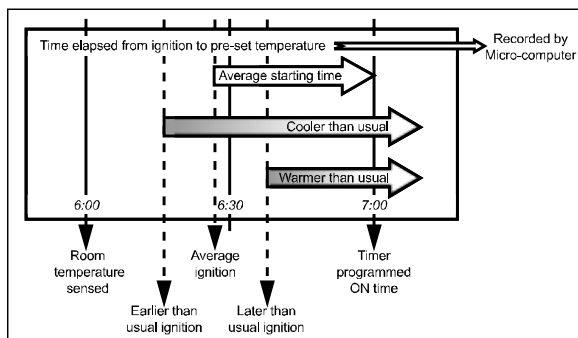 Time elapsed from ignition to pre-set temperature
Recorded by
Micro-computer
Average starting time
Cooler than usual
Warmer than usual
6:00
6:30
7:00
Room
temperature
sensed
Average
ignition
Timer
programmed
ON time
Earlier than
usual ignition
Later than
usual ignition